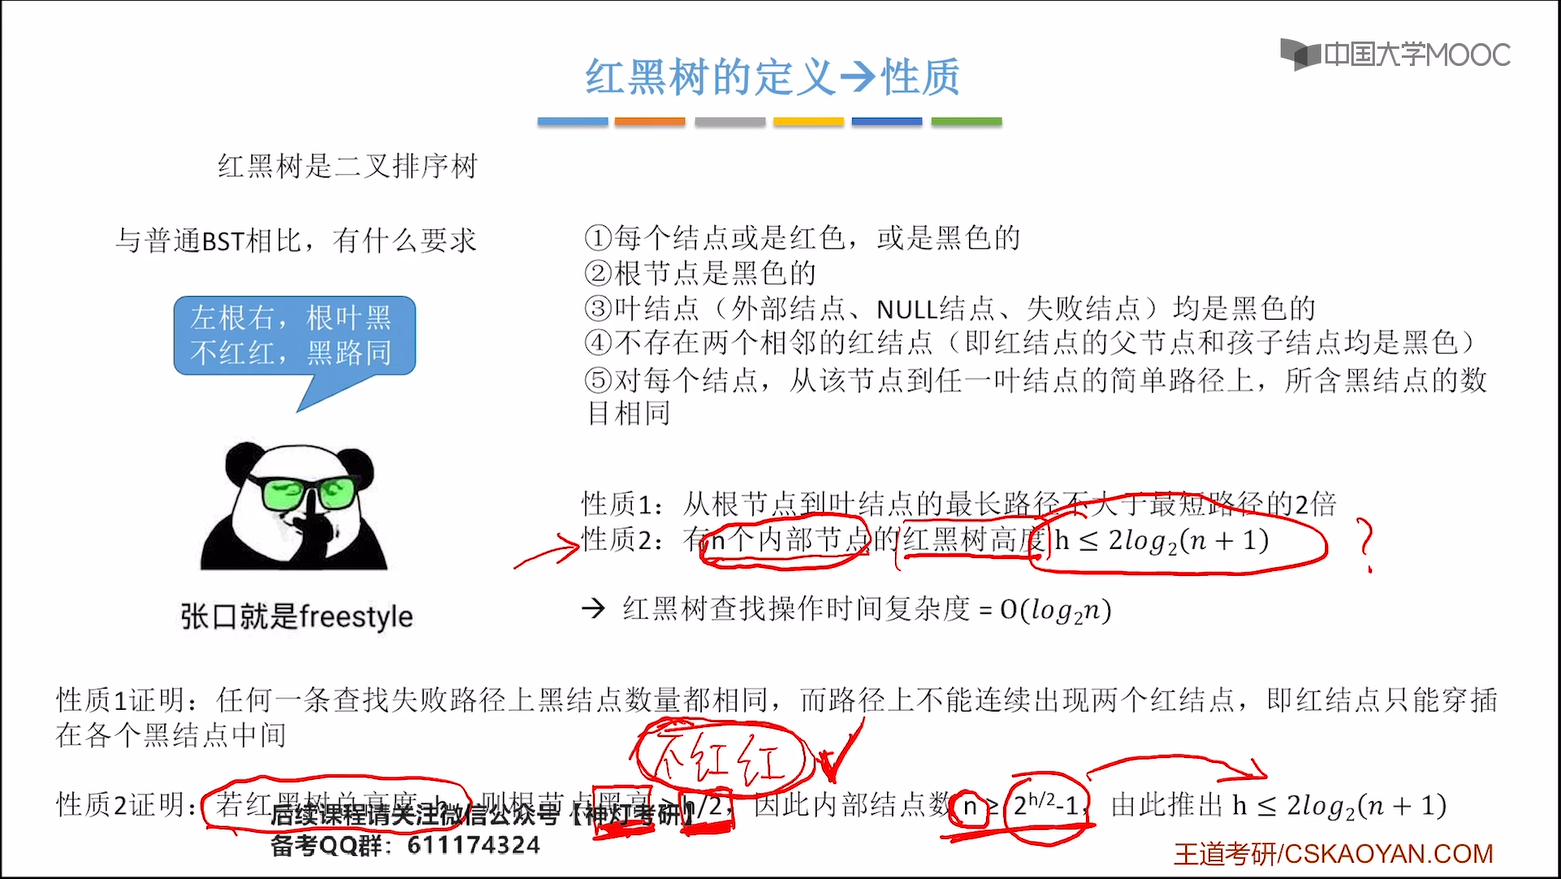 中国大学MOOC
红黑树的定义→性质
红黑树是二叉排序树
与普通BST相比，有什么要求
左根右，根叶黑
不红红，黑路同
张口就是freestyle
①每个结点或是红色，或是黑色的
②根节点是黑色的
③叶结点（外部结点、NULL结点、失败结点）均是黑色的
④不存在两个相邻的红结点（即红结点的父节点和孩子结点均是黑色）
⑤对每个结点，从该节点到任一叶结点的简单路径上，所含黑结点的数
目相同
性质1：从根节点到叶结点的最长路径不大于最短路径的2倍
性质2：有n个内部节点的红黑树高度 h ≤ 2log₂(n + 1) ?
→ 红黑树查找操作时间复杂度 = O(log₂n)
性质1证明：任何一条查找失败路径上黑结点数量都相同，而路径上不能连续出现两个红结点，即红结点只能穿插
在各个黑结点中间
不红红
性质2证明：若红黑树总高度 h，则根节点黑高 ≥ h/2，因此内部结点数 n ≥ 2^(h/2)-1，由此推出 h ≤ 2log₂(n + 1)
后续课程请关注微信公众号【神灯考研】
备考QQ群：611174324
王道考研/CSKAOYAN.COM